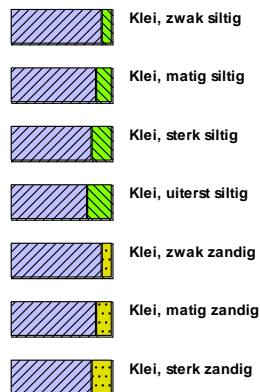 Klei, zwak siltig
Klei, matig siltig
Klei, sterk siltig
Klei, uiterst siltig
Klei, zwak zandig
Klei, matig zandig
Klei, sterk zandig